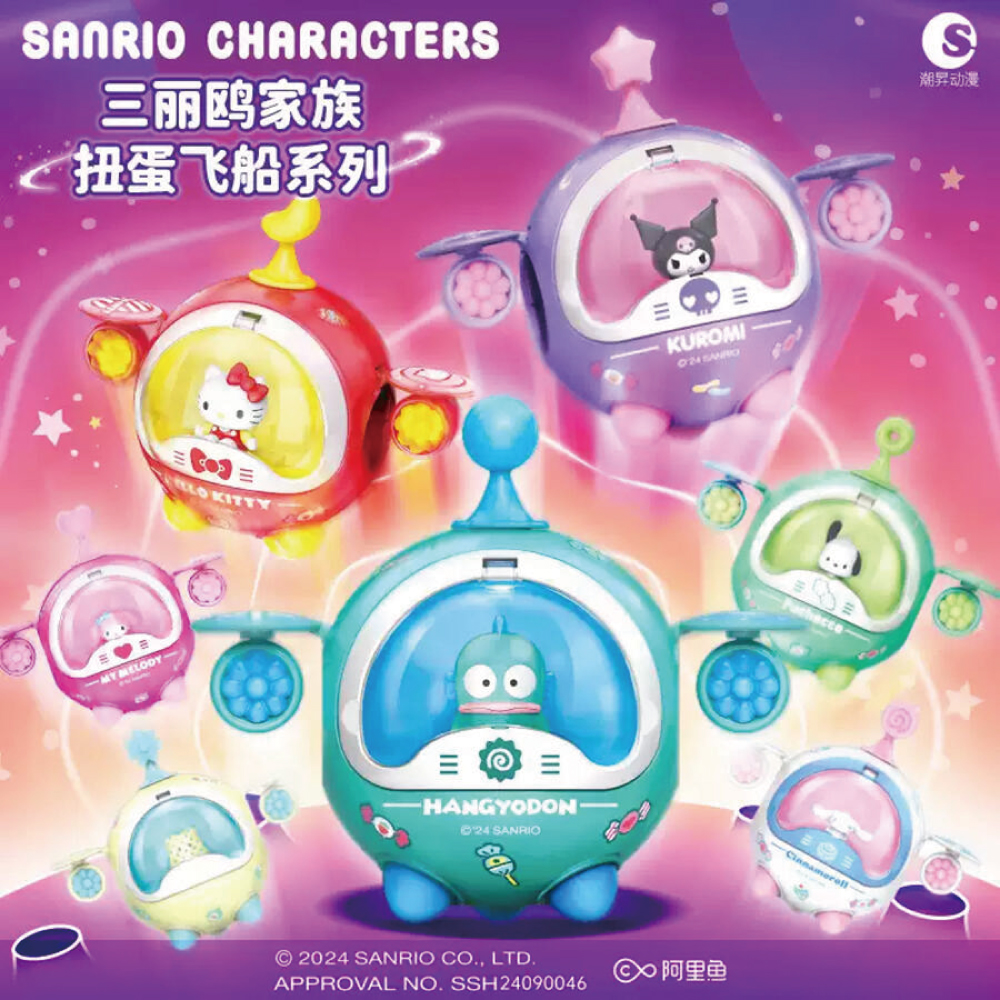 SANRIO CHARACTERS
三丽鸥家族
扭蛋飞船系列
S
潮昇动漫
KUROMI
©'24 SANRIO
HELLO KITTY
MY MELODY
Pochacco
HANGYODON
©'24 SANRIO
Cinnamoroll
© 2024 SANRIO CO., LTD.
APPROVAL NO. SSH24090046
阿里鱼